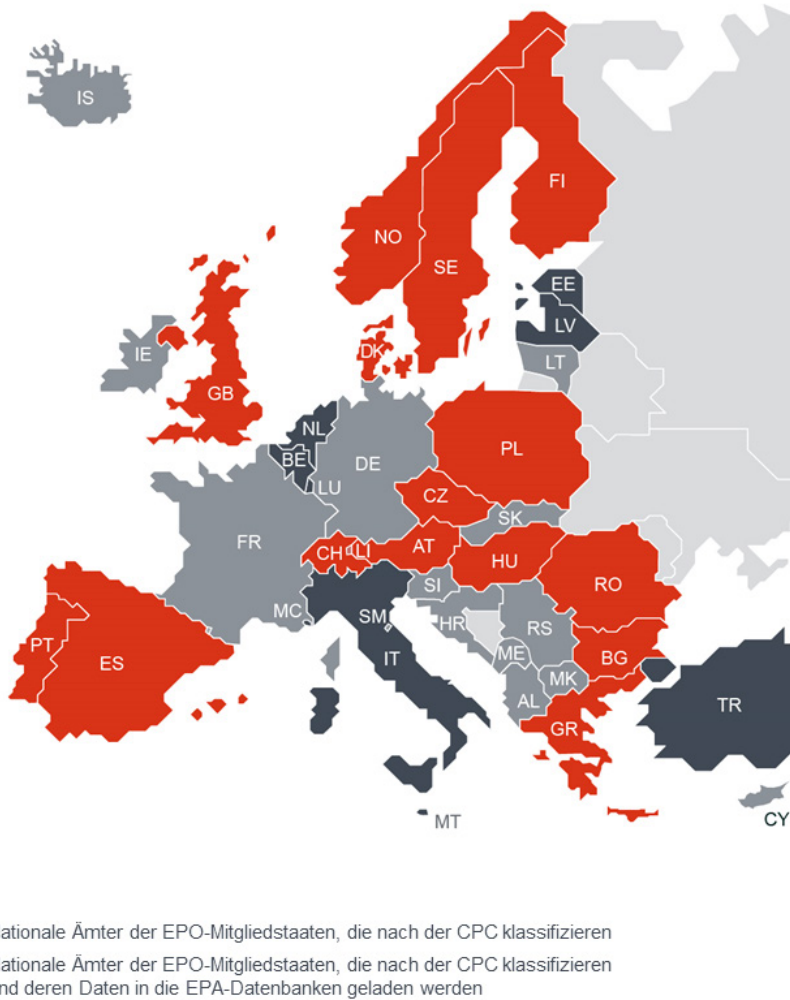 IS
FI
NO
SE
EE
LV
LT
IE
DK
GB
NL
BE
LU
DE
PL
CZ
SK
FR
CH
LI
AT
HU
SI
RO
MC
SM
HR
RS
PT
ES
IT
ME
BG
MK
AL
TR
GR
MT
CY
ationale Ämter der EPO-Mitgliedstaaten, die nach der CPC klassifizieren
lationale Ämter der EPO-Mitgliedstaaten, die nach der CPC klassifizieren
nd deren Daten in die EPA-Datenbanken geladen werden